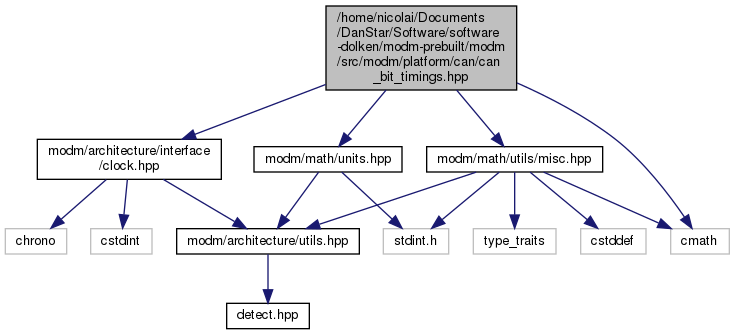 /home/nicolai/Documents
/DanStar/Software/software
-dolken/modm-prebuilt/modm
/src/modm/platform/can/can
_bit_timings.hpp
modm/architecture/interface
/clock.hpp
modm/math/units.hpp
modm/math/utils/misc.hpp
chrono
cstdint
modm/architecture/utils.hpp
stdint.h
type_traits
cstddef
cmath
detect.hpp